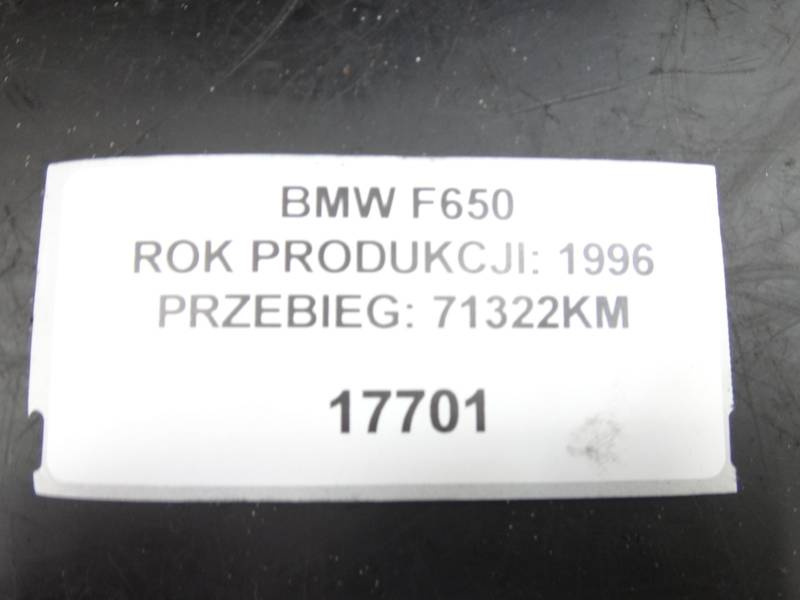 BMW F650
ROK PRODUKCJI: 1996
PRZEBIEG: 71322KM
17701